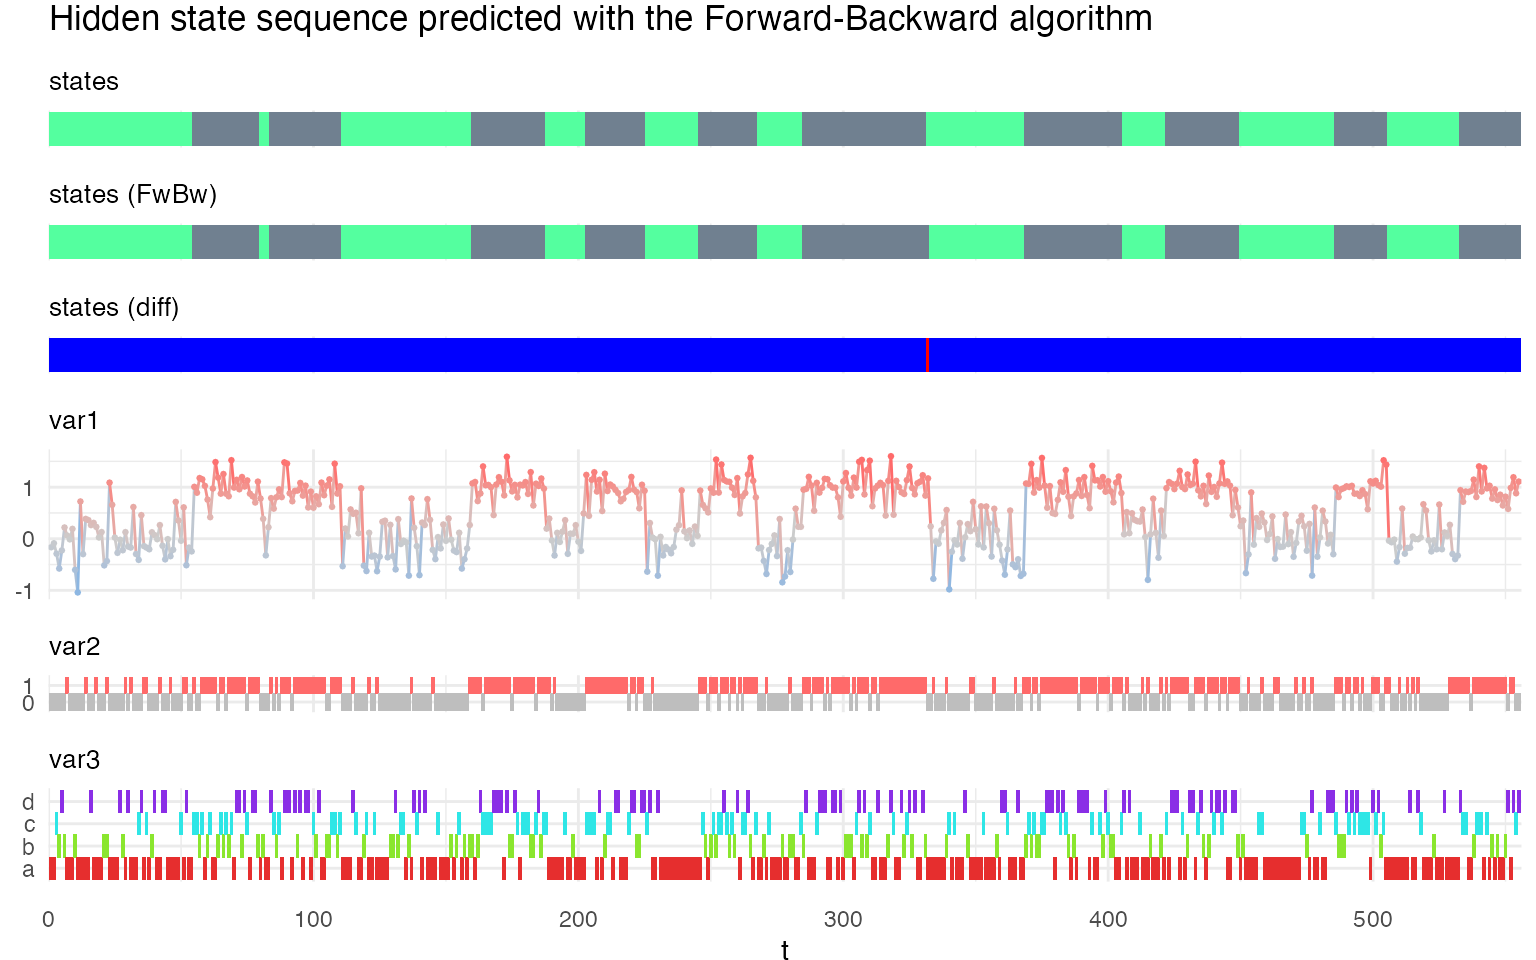 Hidden state sequence predicted with the Forward-Backward algorithm
states
states (FwBw)
states (diff)
var1
1
0
-1
var2
1
0
var3
d
c
b
a
0 100 200 300 400 500
t